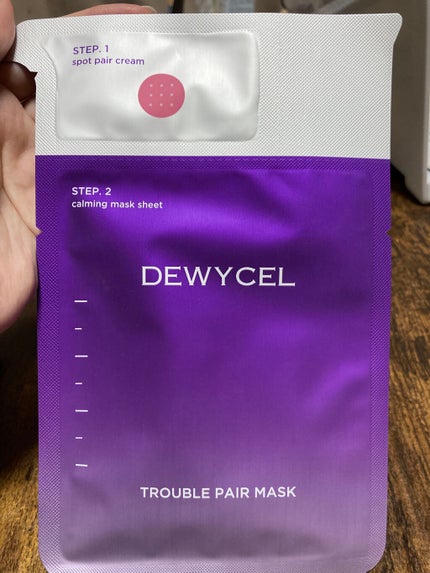 STEP. 1
spot pair cream
STEP. 2
calming mask sheet
DEWYCEL
TROUBLE PAIR MASK